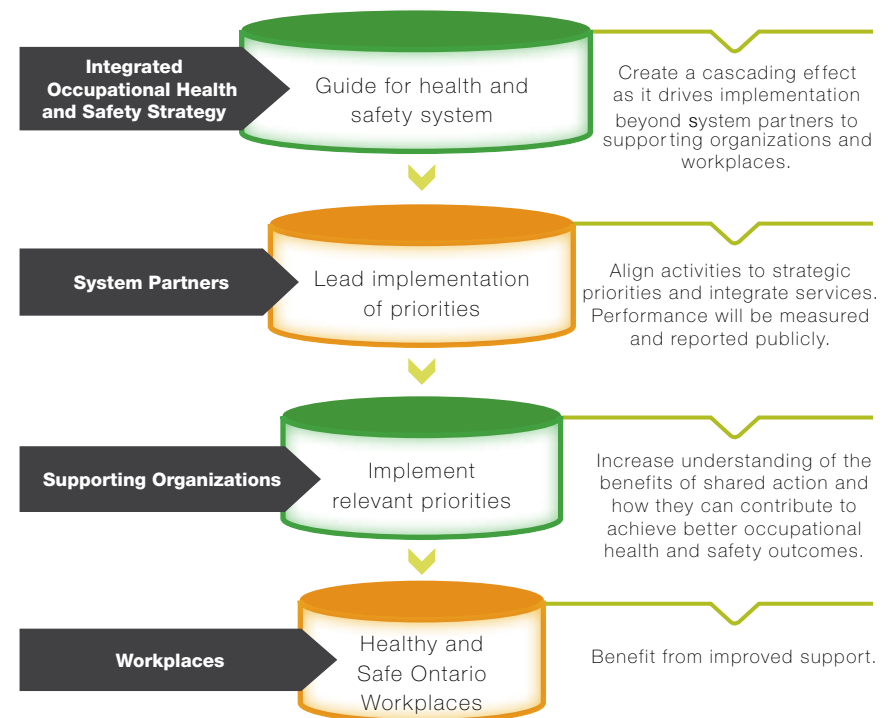 Integrated
Occupational Health
and Safety Strategy
Guide for health and
safety system
Create a cascading effect
as it drives implementation
beyond system partners to
supporting organizations and
workplaces.
System Partners
Lead implementation
of priorities
Align activities to strategic
priorities and integrate services.
Performance will be measured
and reported publicly.
Supporting Organizations
Implement
relevant priorities
Increase understanding of the
benefits of shared action and
how they can contribute to
achieve better occupational
health and safety outcomes.
Workplaces
Healthy and
Safe Ontario
Workplaces
Benefit from improved support.